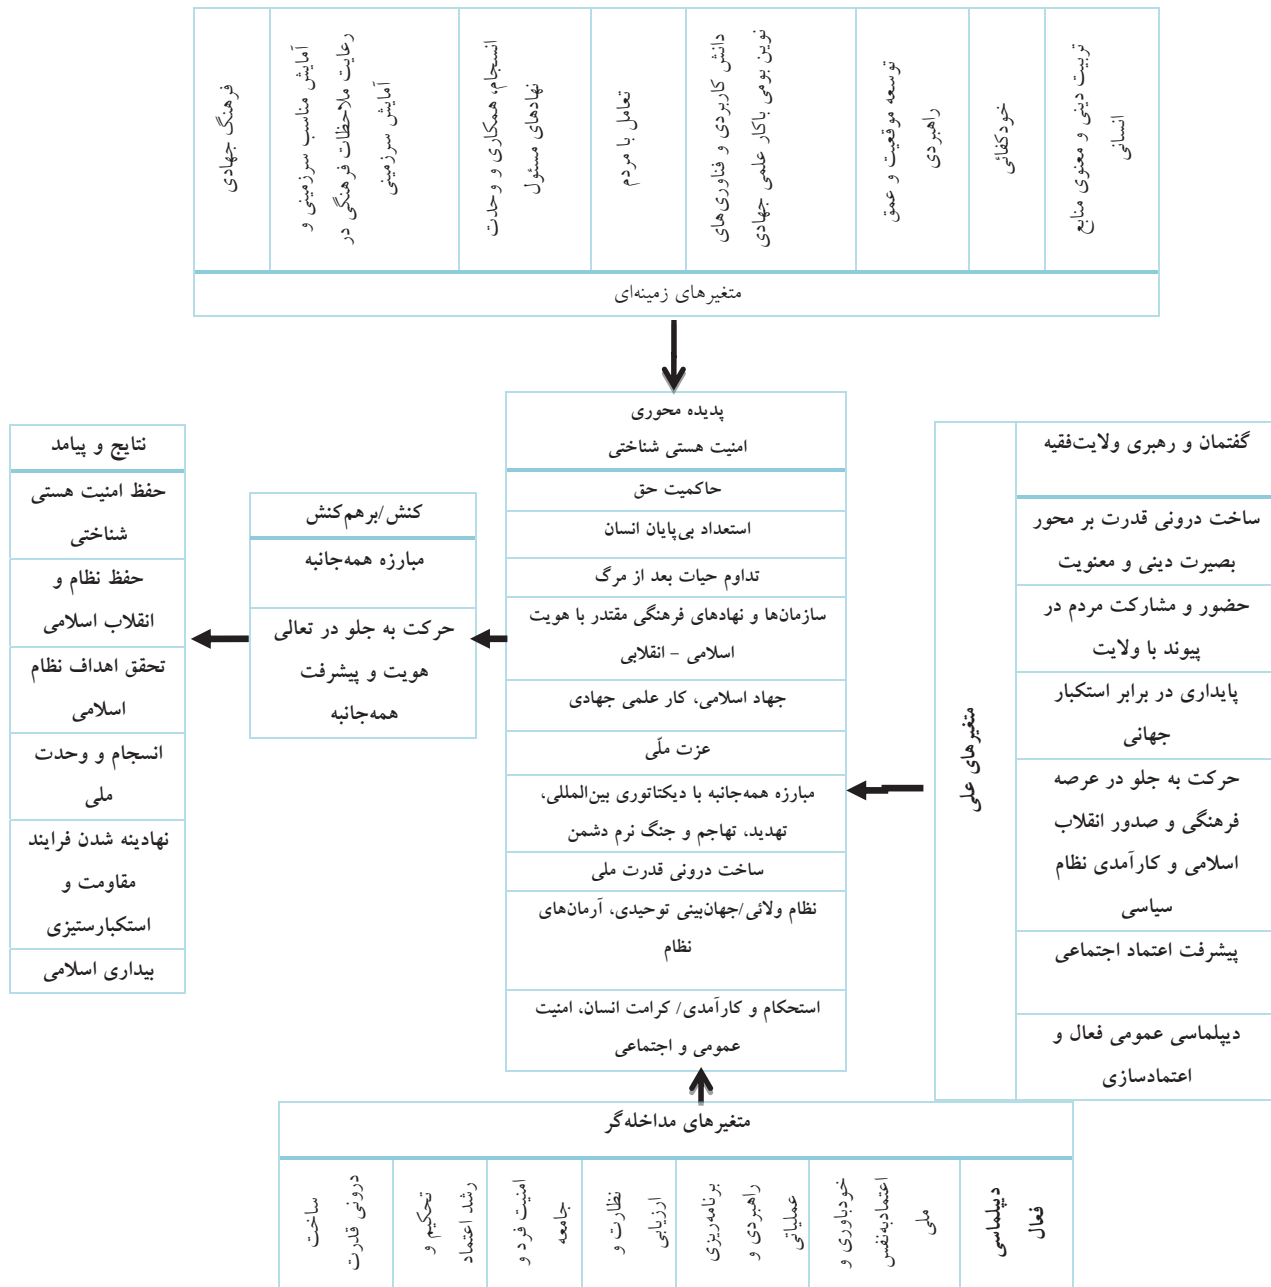 تربیت دینی و معنوی منابع
انسانی
خودکفائی
توسعه موقعیت و عمق
راهبردی
دانش کاربردی و فناوری‌های
نوین بومی باکار علمی جهادی
تعامل با مردم
انسجام، همکاری و وحدت
نهادهای مسئول
آمایش مناسب سرزمینی و
رعایت ملاحظات فرهنگی در
آمایش سرزمینی
فرهنگ جهادی
متغیرهای زمینه‌ای
گفتمان و رهبری ولایت‌فقیه
ساخت درونی قدرت بر محور
بصیرت دینی و معنویت
حضور و مشارکت مردم در
پیوند با ولایت
پایداری در برابر استکبار
جهانی
حرکت به جلو در عرصه
فرهنگی و صدور انقلاب
اسلامی و کارآمدی نظام
سیاسی
پیشرفت اعتماد اجتماعی
دیپلماسی عمومی فعال و
اعتمادسازی
متغیرهای علی
پدیده محوری
امنیت هستی شناختی
حاکمیت حق
استعداد بی‌پایان انسان
تداوم حیات بعد از مرگ
سازمان‌ها و نهادهای فرهنگی مقتدر با هویت
اسلامی – انقلابی
جهاد اسلامی، کار علمی جهادی
عزت ملّی
مبارزه همه‌جانبه با دیکتاتوری بین‌المللی،
تهدید، تهاجم و جنگ نرم دشمن
ساخت درونی قدرت ملی
نظام ولائی/جهان‌بینی توحیدی، آرمان‌های
نظام
استحکام و کارآمدی/ کرامت انسان، امنیت
عمومی و اجتماعی
کنش/برهم‌کنش
مبارزه همه‌جانبه
حرکت به جلو در تعالی
هویت و پیشرفت
همه‌جانبه
نتایج و پیامد
حفظ امنیت هستی
شناختی
حفظ نظام و
انقلاب اسلامی
تحقق اهداف نظام
اسلامی
انسجام و وحدت
ملی
نهادینه شدن فرایند
مقاومت و
استکبارستیزی
بیداری اسلامی
متغیرهای مداخله‌گر
دیپلماسی
فعال
خودباوری و
اعتمادبه‌نفس
ملی
برنامه‌ریزی
راهبردی و
عملیاتی
نظارت و
ارزیابی
امنیت فرد و
جامعه
تحکیم و
رشد اعتماد
ساخت
درونی قدرت